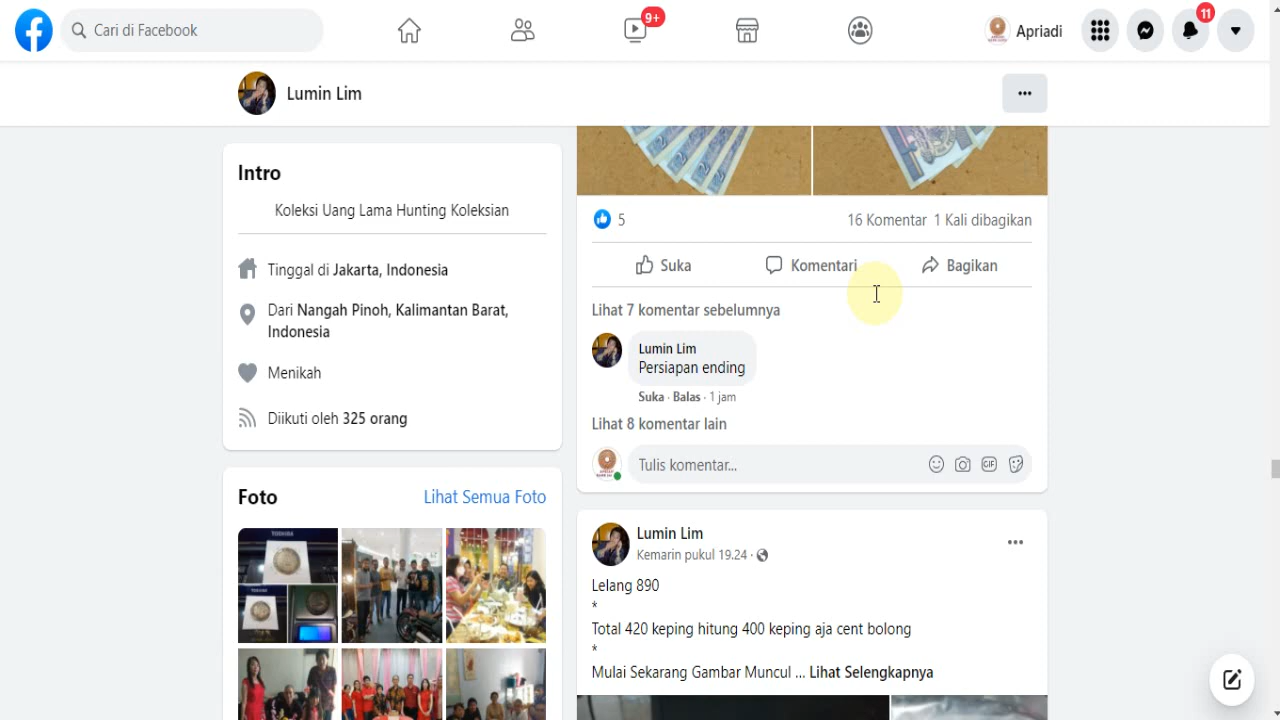 Cari di Facebook
9+
Apriadi
11
Lumin Lim
Intro
Koleksi Uang Lama Hunting Koleksian
Tinggal di Jakarta, Indonesia
Dari Nangah Pinoh, Kalimantan Barat,
Indonesia
Menikah
Diikuti oleh 325 orang
Foto
Lihat Semua Foto
5
16 Komentar 1 Kali dibagikan
Suka
Komentari
Bagikan
Lihat 7 komentar sebelumnya
Lumin Lim
Persiapan ending
Suka · Balas · 1 jam
Lihat 8 komentar lain
Tulis komentar...
GIF
Lumin Lim
Kemarin pukul 19.24 ·
Lelang 890
*
Total 420 keping hitung 400 keping aja cent bolong
*
Mulai Sekarang Gambar Muncul ... Lihat Selengkapnya